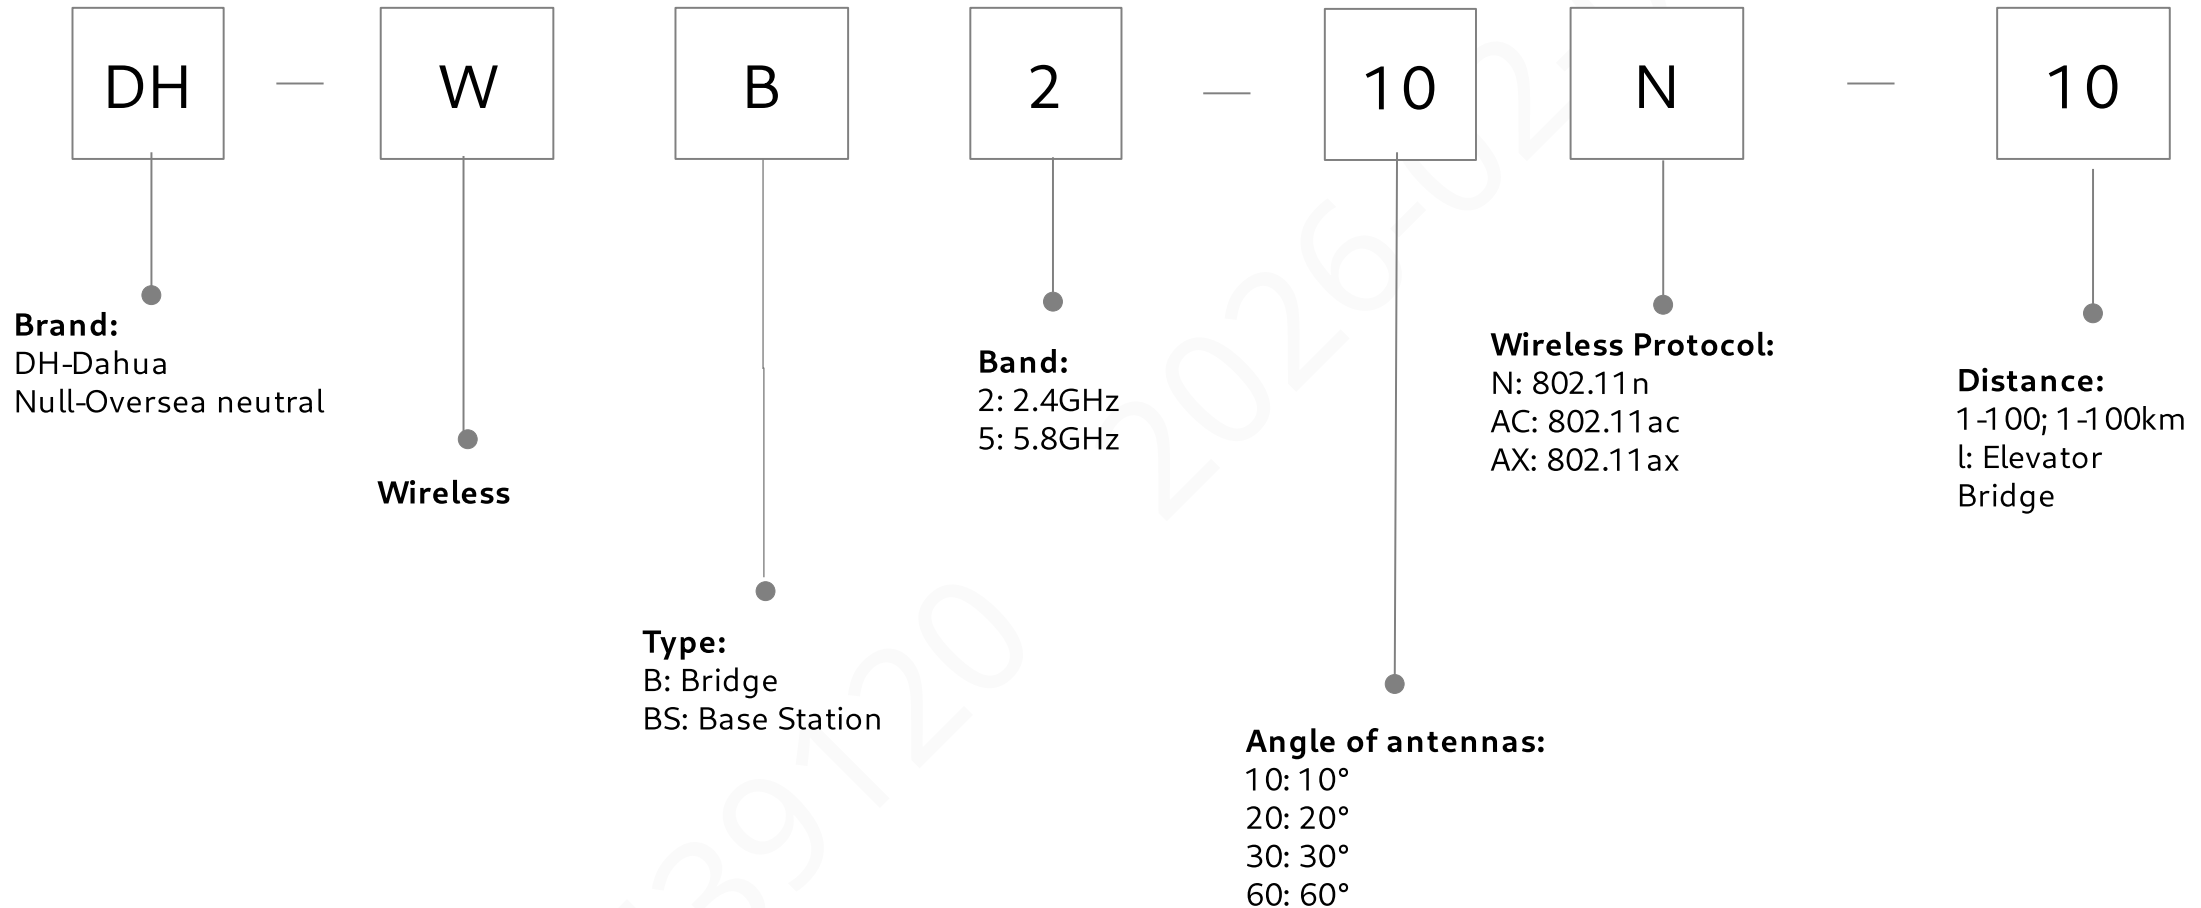 DH — W B 2 — 10 N — 10
Brand:
DH-Dahua
Null-Oversea neutral
Wireless
Type:
B: Bridge
BS: Base Station
Band:
2: 2.4GHz
5: 5.8GHz
Angle of antennas:
10: 10°
20: 20°
30: 30°
60: 60°
Wireless Protocol:
N: 802.11n
AC: 802.11ac
AX: 802.11ax
Distance:
1-100; 1-100km
l: Elevator
Bridge